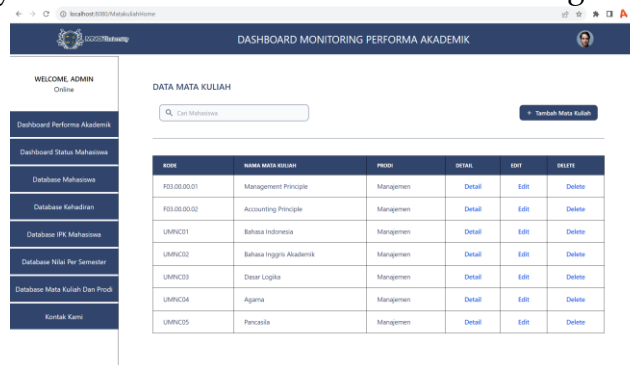 localhost:8080/MatakuliahHome
DASHBOARD MONITORING PERFORMA AKADEMIK
WELCOME, ADMIN
Online
Dashboard Performa Akademik
Dashboard Status Mahasiswa
Database Mahasiswa
Database Kehadiran
Database IPK Mahasiswa
Database Nilai Per Semester
Database Mata Kuliah Dan Prodi
Kontak Kami
DATA MATA KULIAH
Cari Mahasiswa
+ Tambah Mata Kuliah
KODE NAMA MATA KULIAH PRODI DETAIL EDIT DELETE
F03.00.00.01 Management Principle Manajemen Detail Edit Delete
F03.00.00.02 Accounting Principle Manajemen Detail Edit Delete
UMNC01 Bahasa Indonesia Manajemen Detail Edit Delete
UMNC02 Bahasa Inggris Akademik Manajemen Detail Edit Delete
UMNC03 Dasar Logika Manajemen Detail Edit Delete
UMNC04 Agama Manajemen Detail Edit Delete
UMNC05 Pancasila Manajemen Detail Edit Delete